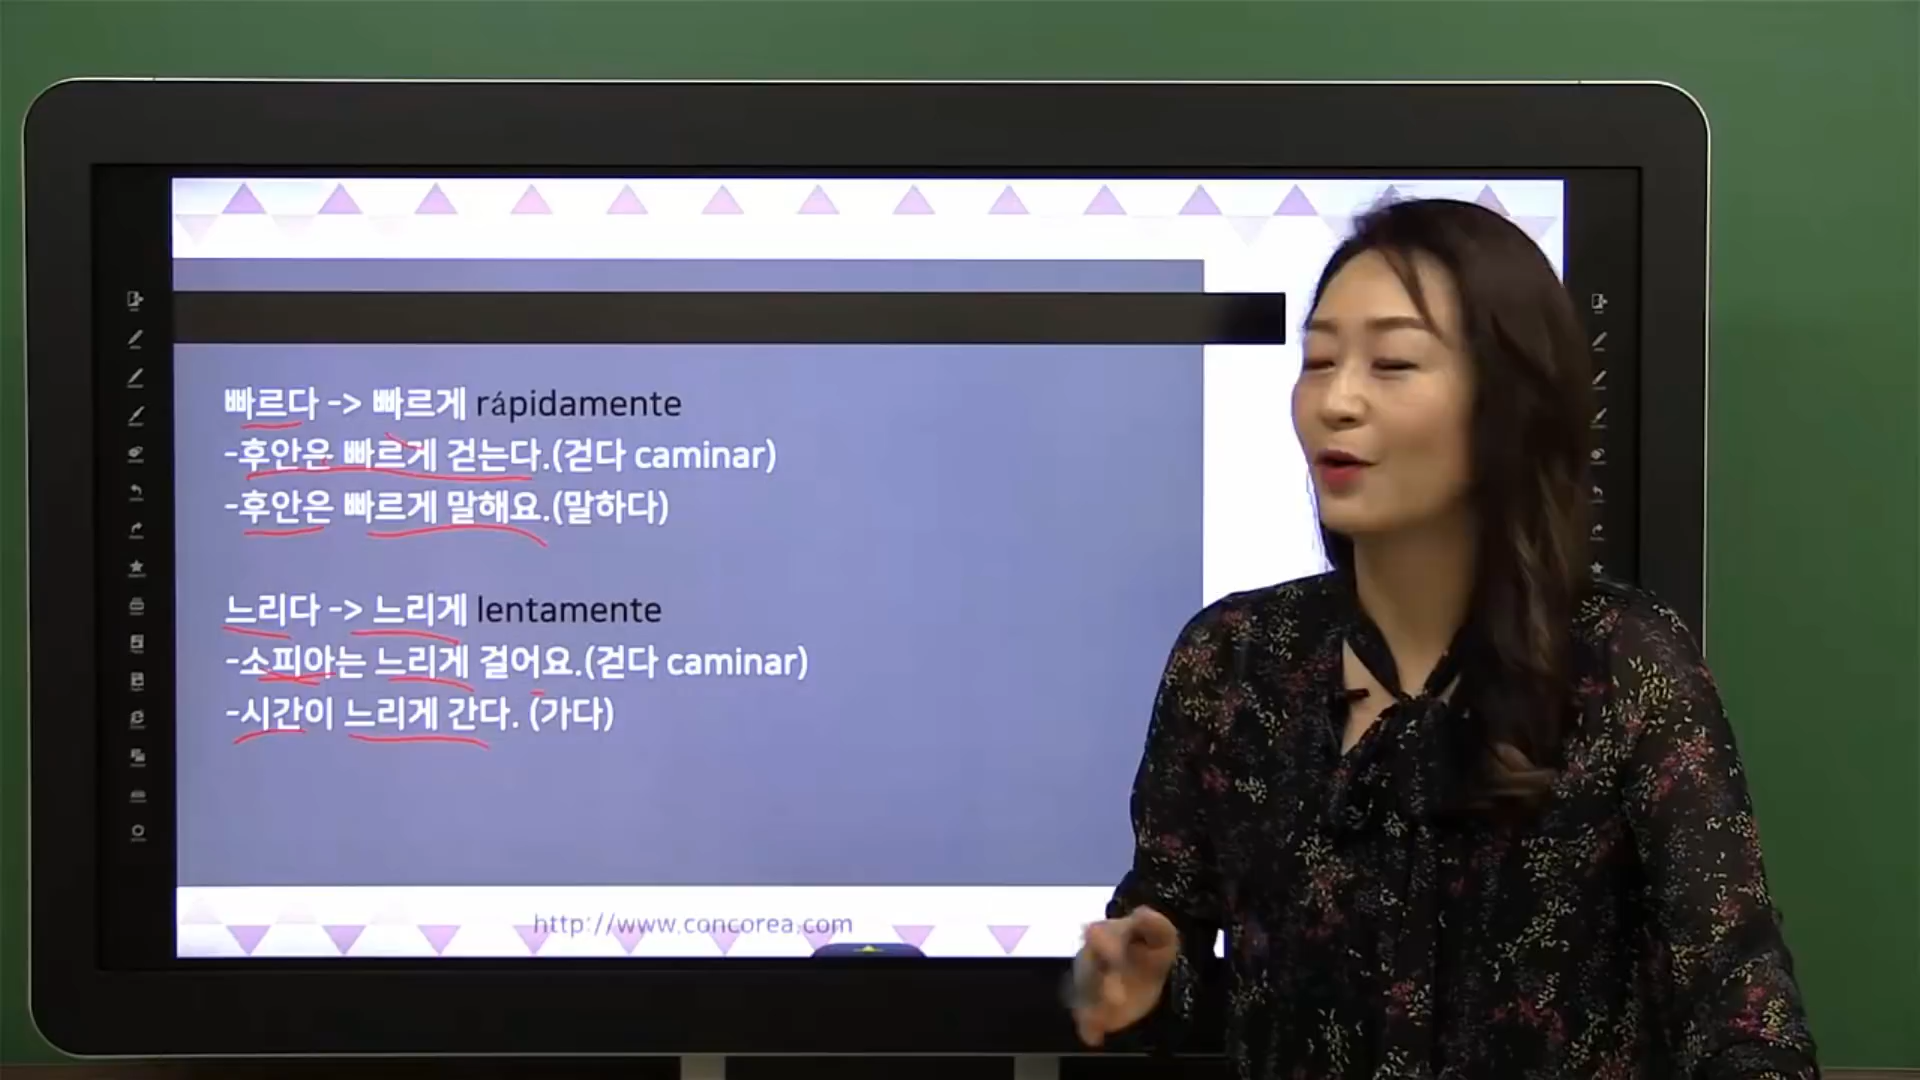 빠르다 -> 빠르게 rápidamente
-후안은 빠르게 걷는다.(걷다 caminar)
-후안은 빠르게 말해요.(말하다)
느리다 -> 느리게 lentamente
-소피아는 느리게 걸어요.(걷다 caminar)
-시간이 느리게 간다. (가다)
http://www.concorea.com